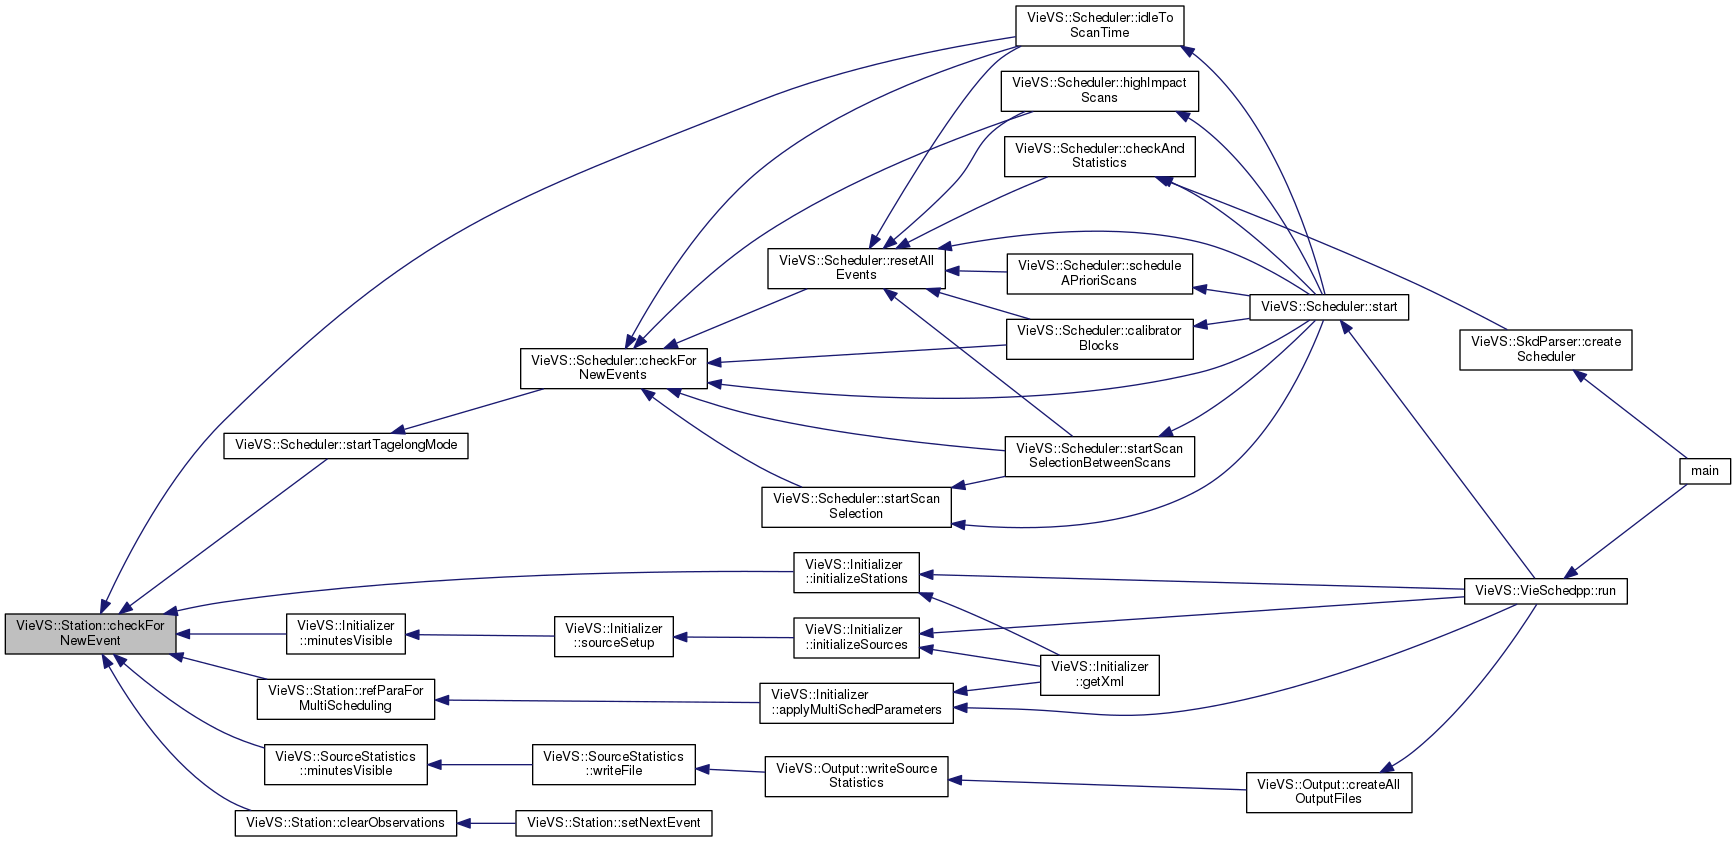 VieVS::Scheduler::idleTo
ScanTime
VieVS::Scheduler::highImpact
Scans
VieVS::Scheduler::checkAnd
Statistics
VieVS::Scheduler::resetAll
Events
VieVS::Scheduler::schedule
APrioriScans
VieVS::Scheduler::start
VieVS::Scheduler::calibrator
Blocks
VieVS::SkdParser::create
Scheduler
VieVS::Scheduler::checkFor
NewEvents
VieVS::Scheduler::startTagelongMode
VieVS::Scheduler::startScan
SelectionBetweenScans
main
VieVS::Scheduler::startScan
Selection
VieVS::Initializer
::initializeStations
VieVS::VieSchedpp::run
VieVS::Station::checkFor
NewEvent
VieVS::Initializer
::minutesVisible
VieVS::Initializer
::sourceSetup
VieVS::Initializer
::initializeSources
VieVS::Initializer
::getXml
VieVS::Station::refParaFor
MultiScheduling
VieVS::Initializer
::applyMultiSchedParameters
VieVS::SourceStatistics
::minutesVisible
VieVS::SourceStatistics
::writeFile
VieVS::Output::writeSource
Statistics
VieVS::Output::createAll
OutputFiles
VieVS::Station::clearObservations
VieVS::Station::setNextEvent